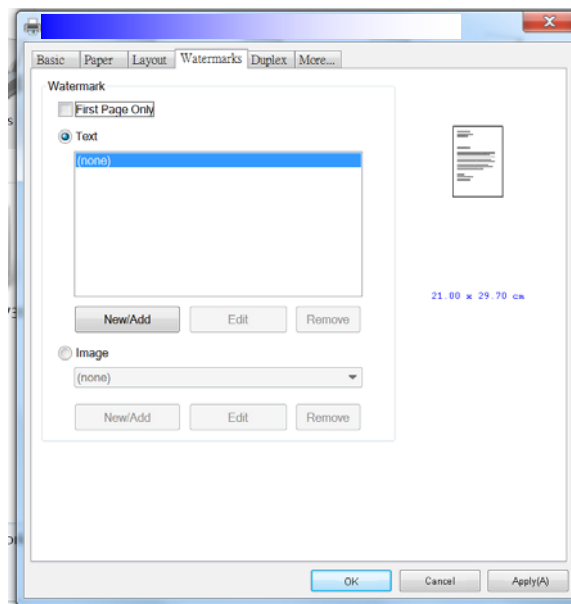 Basic Paper Layout Watermarks Duplex More...
Watermark
First Page Only
Text
(none)
New/Add Edit Remove
Image
(none)
New/Add Edit Remove
21.00 x 29.70 cm
OK Cancel Apply(A)